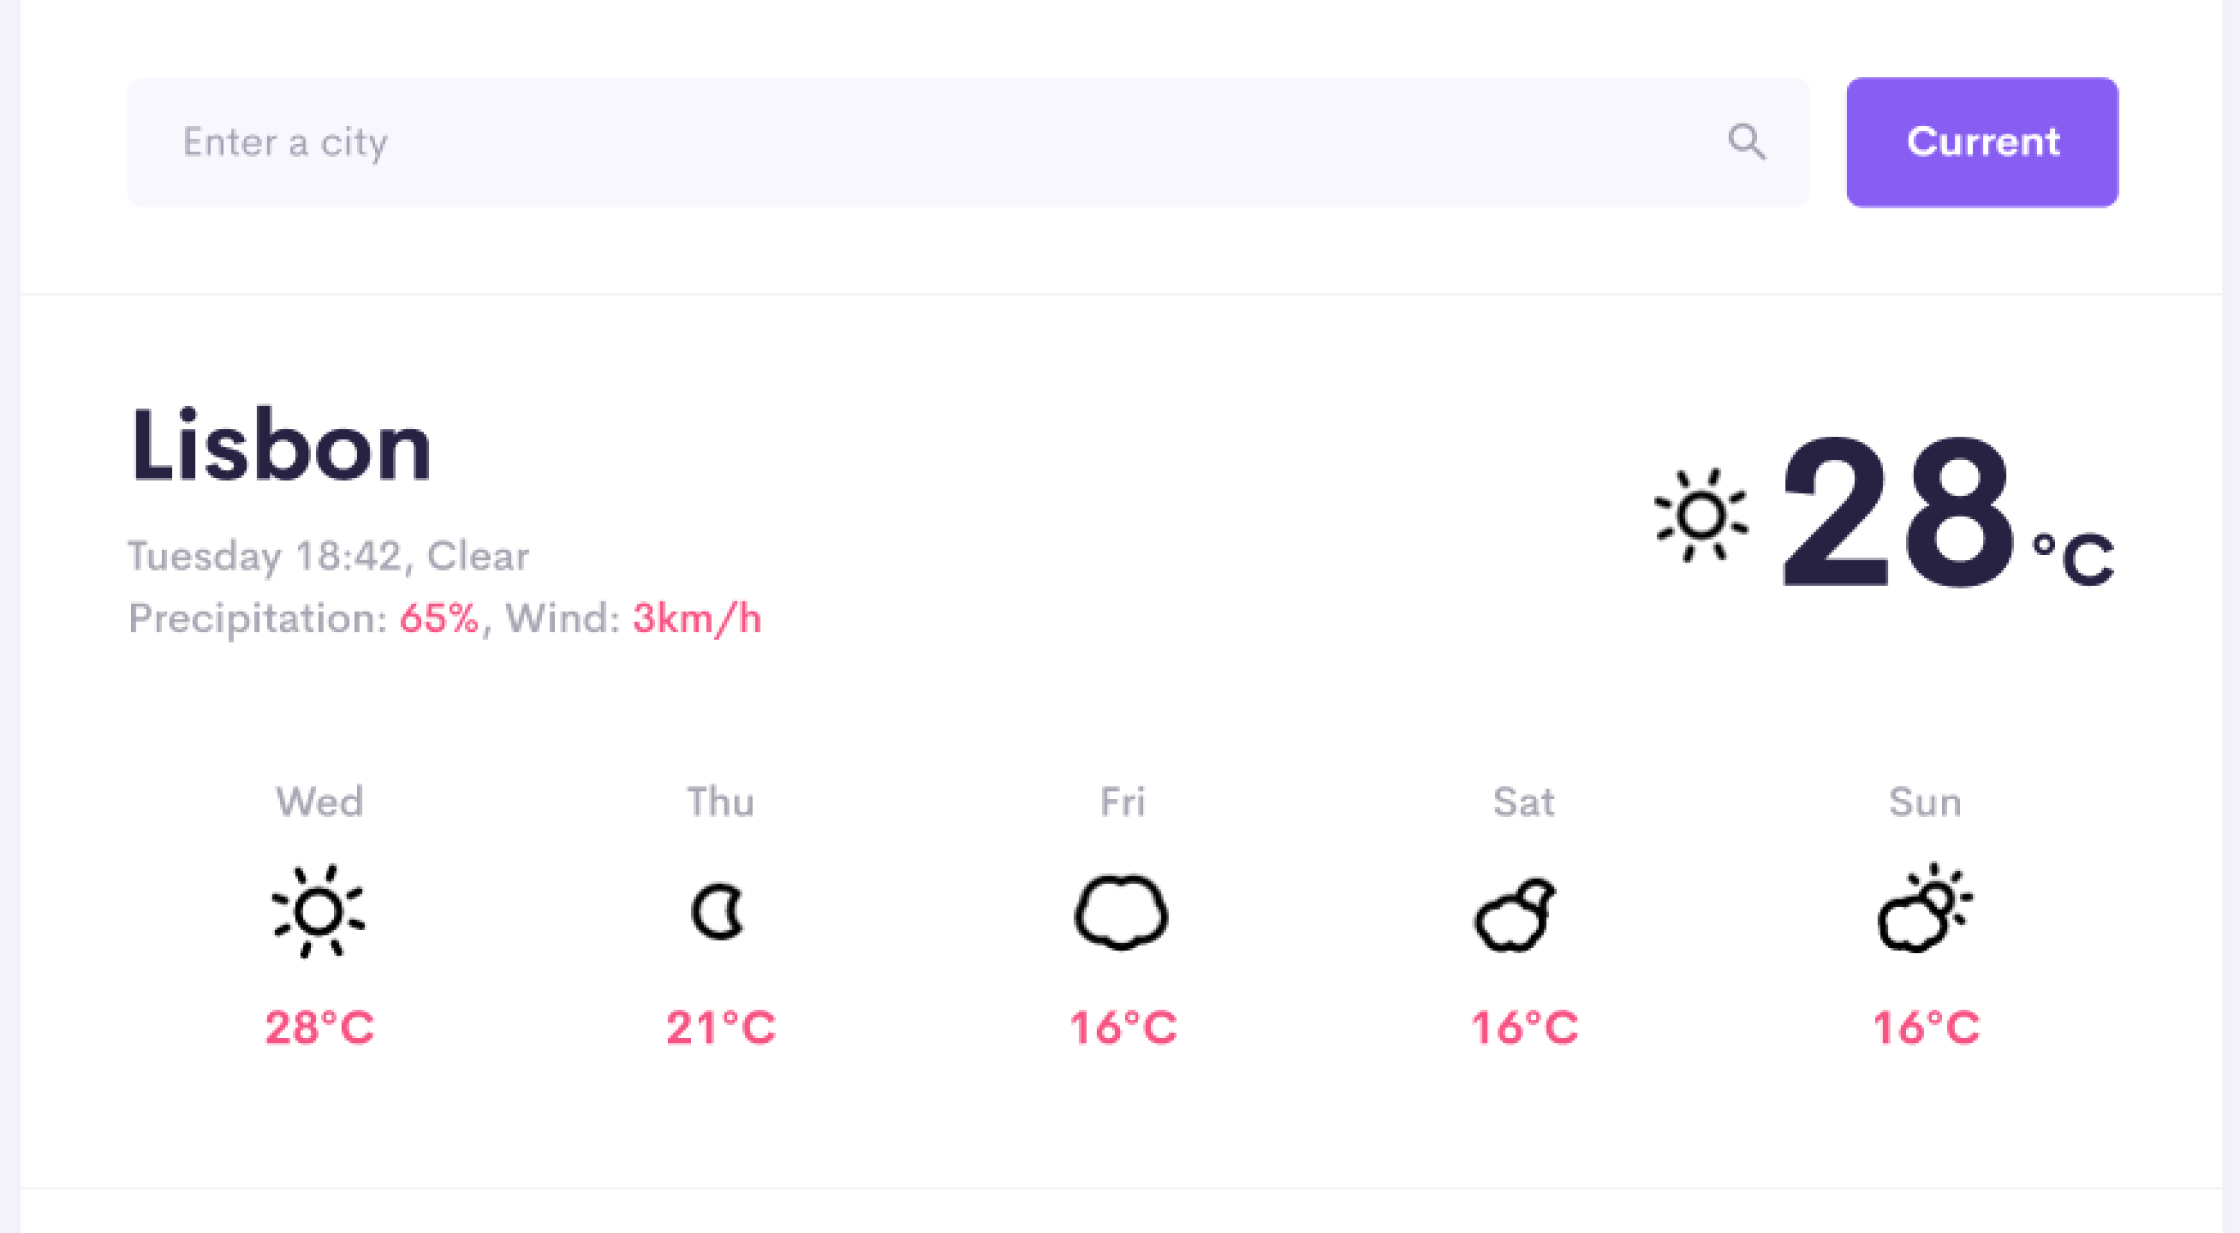 Enter a city
Current
Lisbon
Tuesday 18:42, Clear
Precipitation: 65%, Wind: 3km/h
28°C
Wed Thu Fri Sat Sun
28°C 21°C 16°C 16°C 16°C